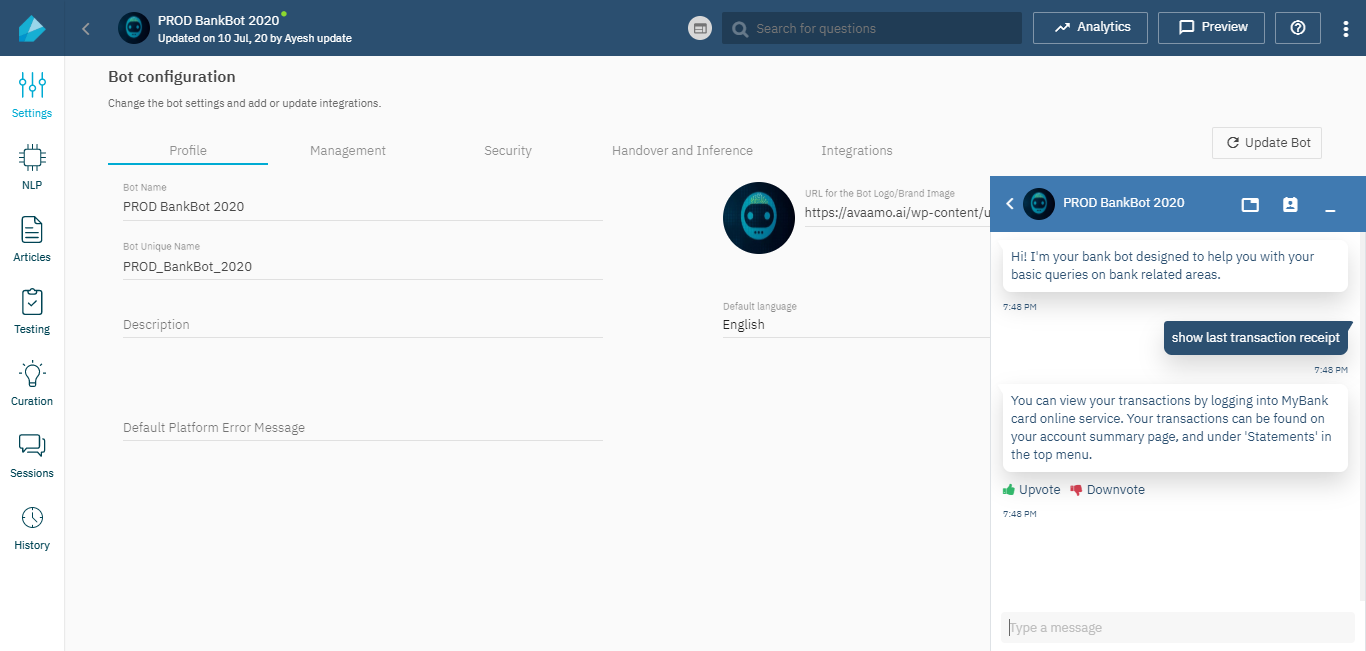 PROD BankBot 2020
Updated on 10 Jul, 20 by Ayesh update
Search for questions
Analytics
Preview
Settings
NLP
Articles
Testing
Curation
Sessions
History
Bot configuration
Change the bot settings and add or update integrations.
Profile
Management
Security
Handover and Inference
Integrations
Update Bot
Bot Name
PROD BankBot 2020
Bot Unique Name
PROD_BankBot_2020
Description
Default Platform Error Message
URL for the Bot Logo/Brand Image
https://avaamo.ai/wp-content/u
Default language
English
PROD BankBot 2020
Hi! I'm your bank bot designed to help you with your
basic queries on bank related areas.
7:48 PM
show last transaction receipt
7:48 PM
You can view your transactions by logging into MyBank
card online service. Your transactions can be found on
your account summary page, and under 'Statements' in
the top menu.
Upvote Downvote
7:48 PM
Type a message